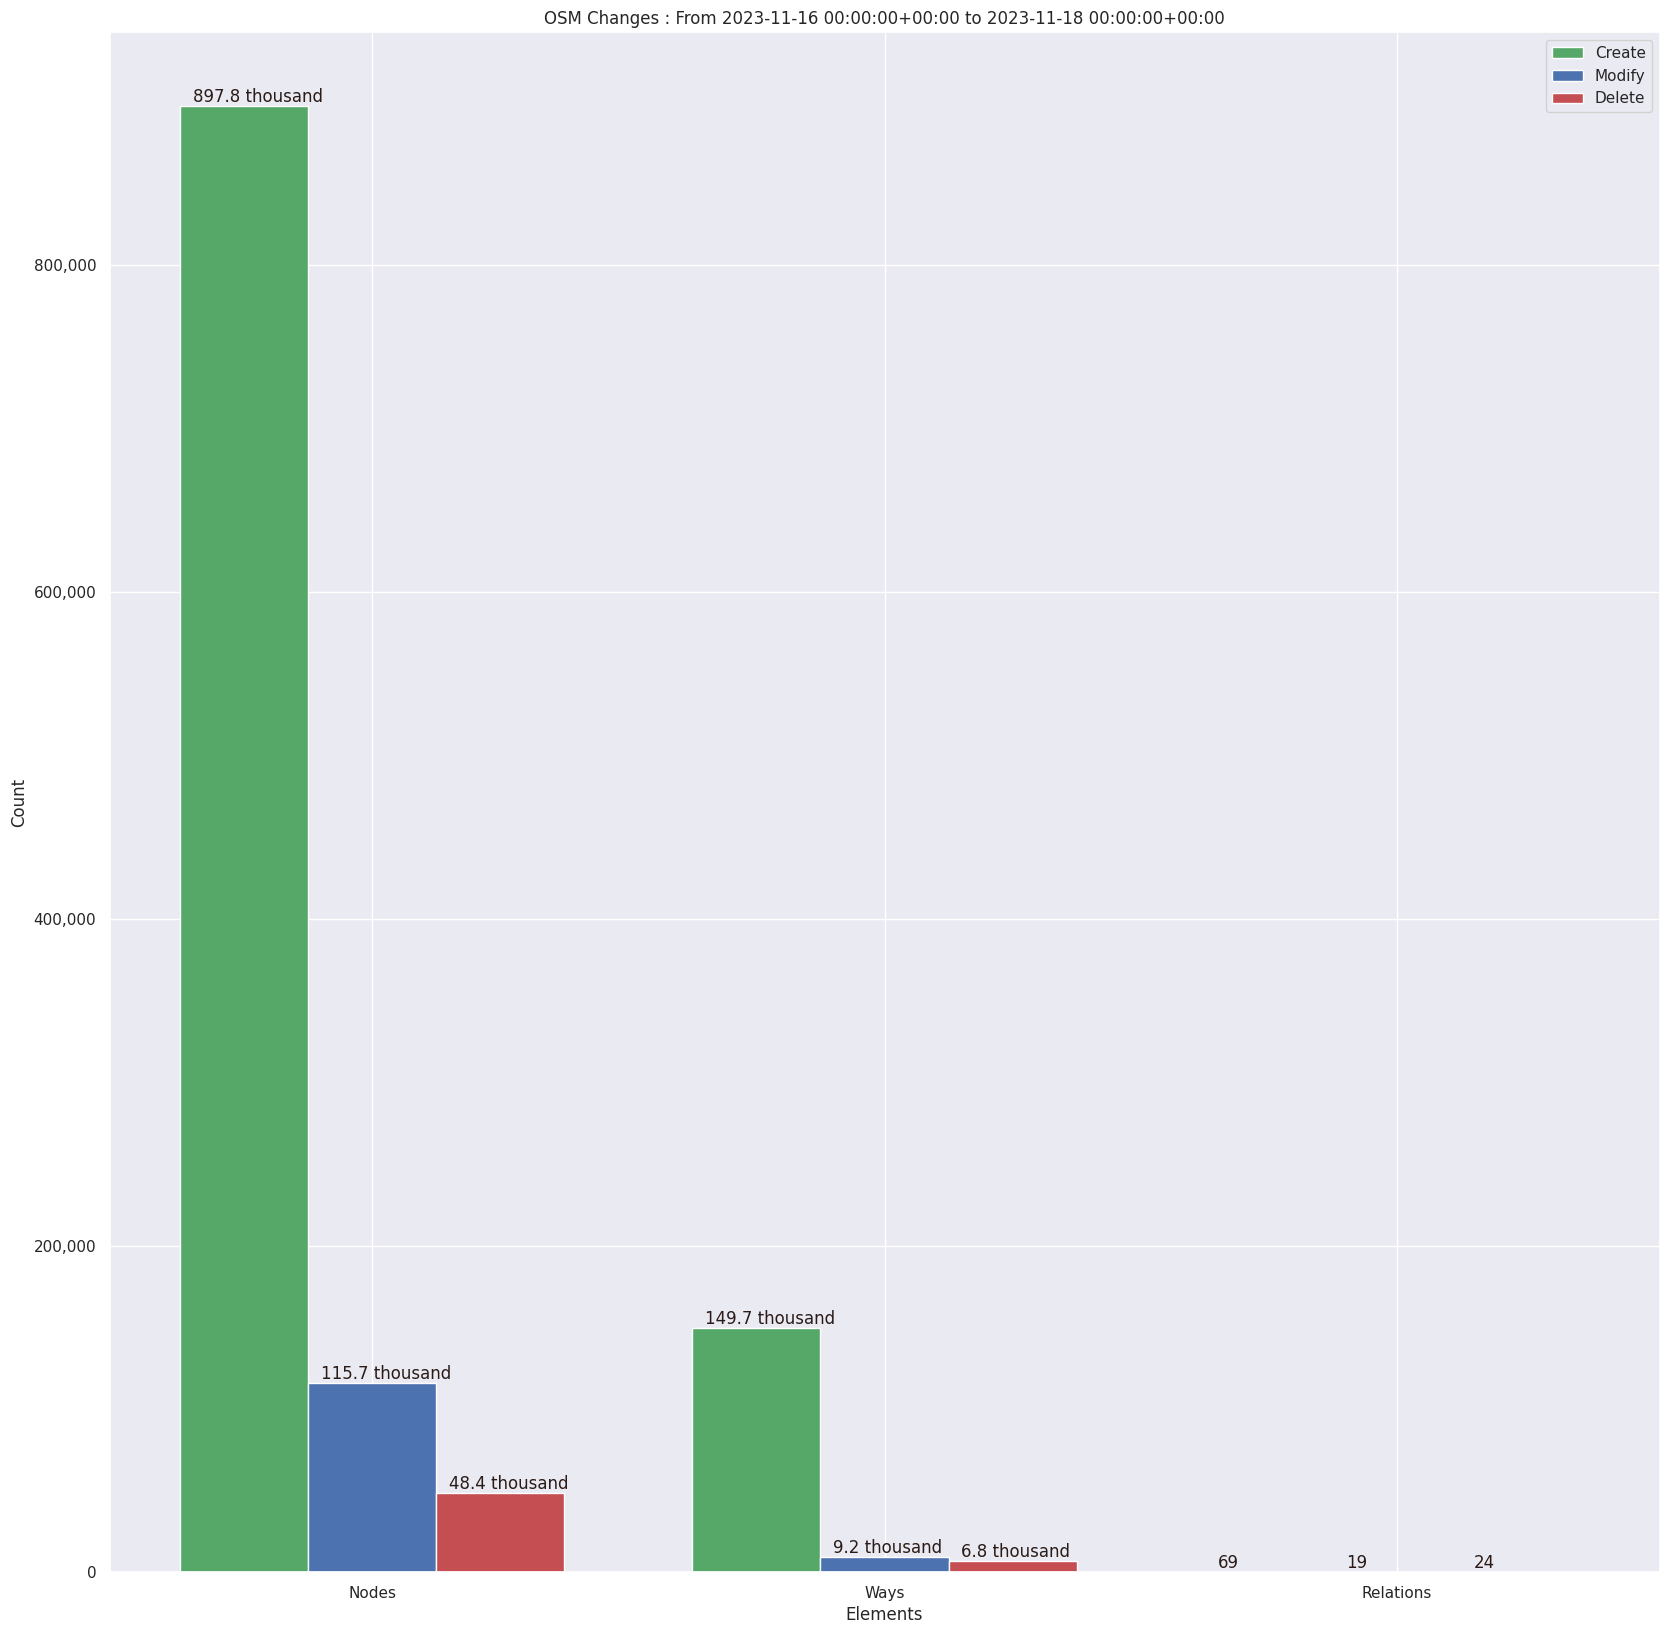 OSM Changes : From 2023-11-16 00:00:00+00:00 to 2023-11-18 00:00:00+00:00
Create
Modify
Delete
897.8 thousand
800,000
600,000
Count
400,000
200,000
149.7 thousand
115.7 thousand
48.4 thousand
9.2 thousand
6.8 thousand
69
19
24
0
Nodes
Ways
Relations
Elements